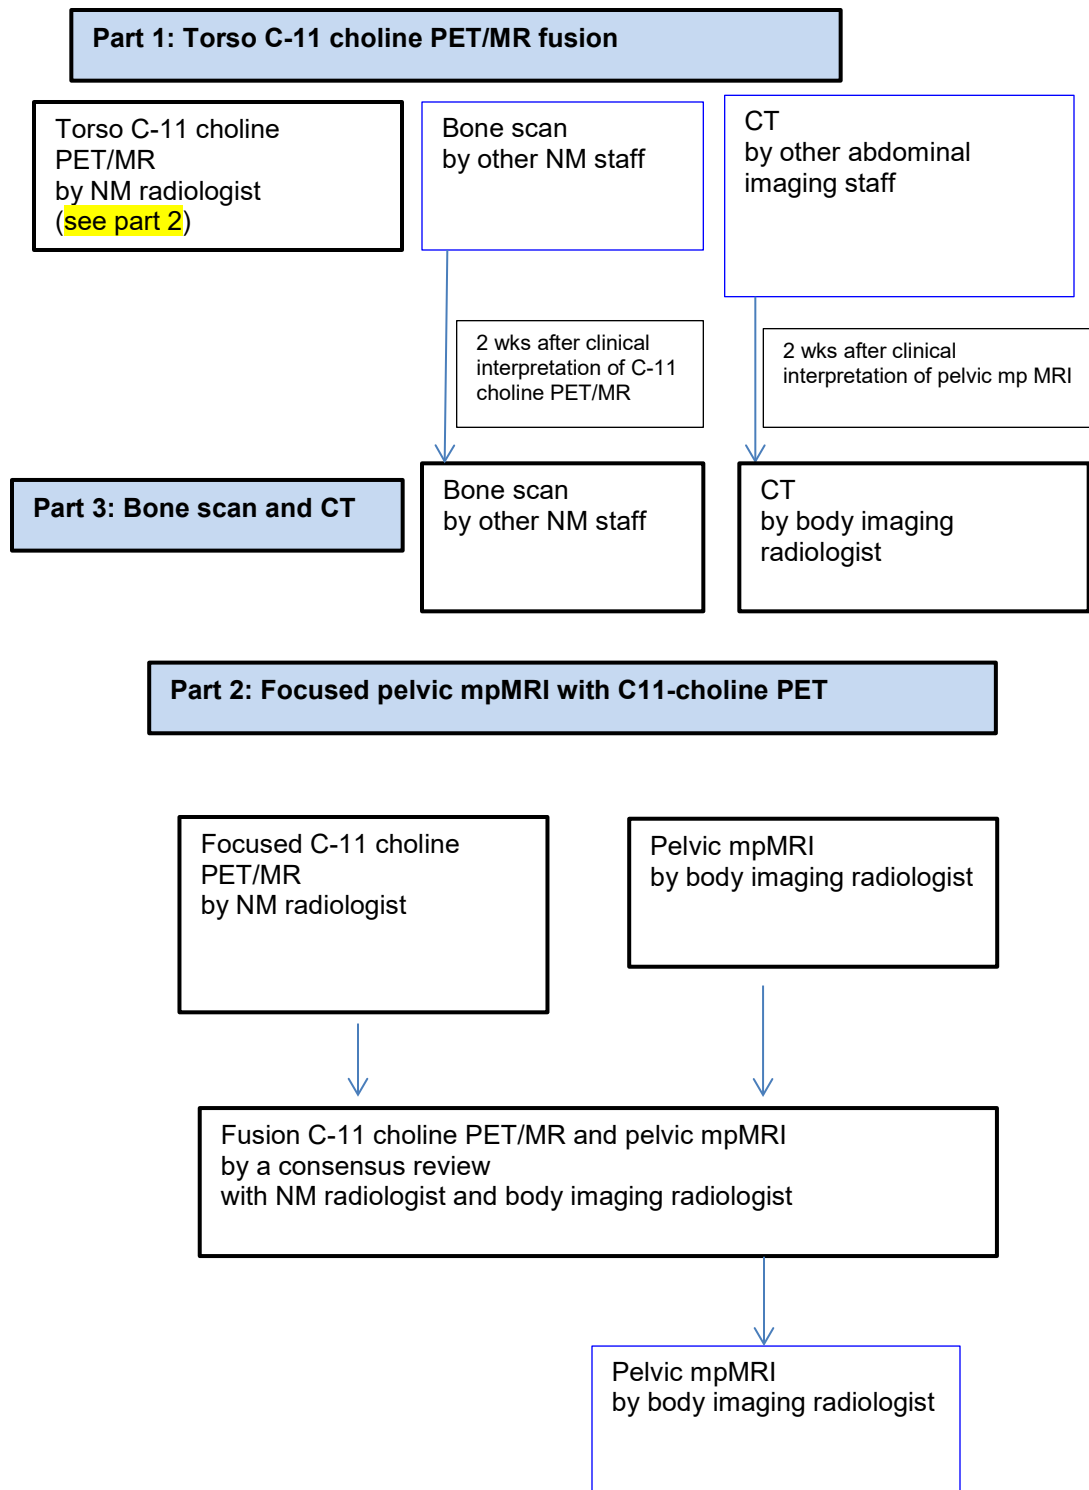 Part 1: Torso C-11 choline PET/MR fusion
Torso C-11 choline
PET/MR
by NM radiologist
(see part 2)
Bone scan
by other NM staff
CT
by other abdominal
imaging staff
2 wks after clinical
interpretation of C-11
choline PET/MR
2 wks after clinical
interpretation of pelvic mp MRI
Part 3: Bone scan and CT
Bone scan
by other NM staff
CT
by body imaging
radiologist
Part 2: Focused pelvic mpMRI with C11-choline PET
Focused C-11 choline
PET/MR
by NM radiologist
Pelvic mpMRI
by body imaging radiologist
Fusion C-11 choline PET/MR and pelvic mpMRI
by a consensus review
with NM radiologist and body imaging radiologist
Pelvic mpMRI
by body imaging radiologist